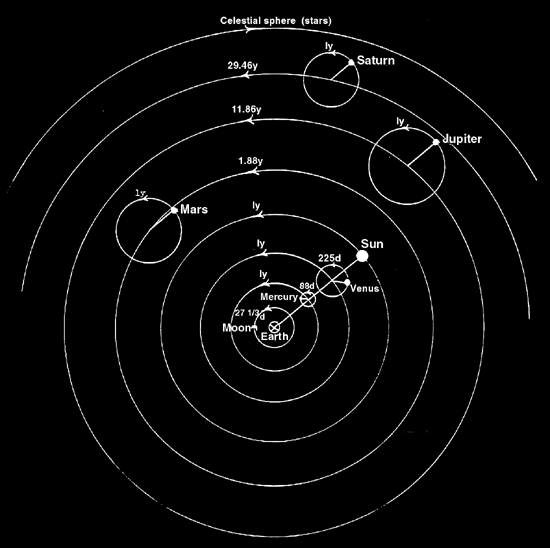 Celestial sphere (stars)
ly
Saturn
29.46y
11.86y
ly
Jupiter
1.88y
1y
Mars
ly
Sun
ly
225d
ly
88d
Venus
Mercury
27 1/3d
Moon
Earth